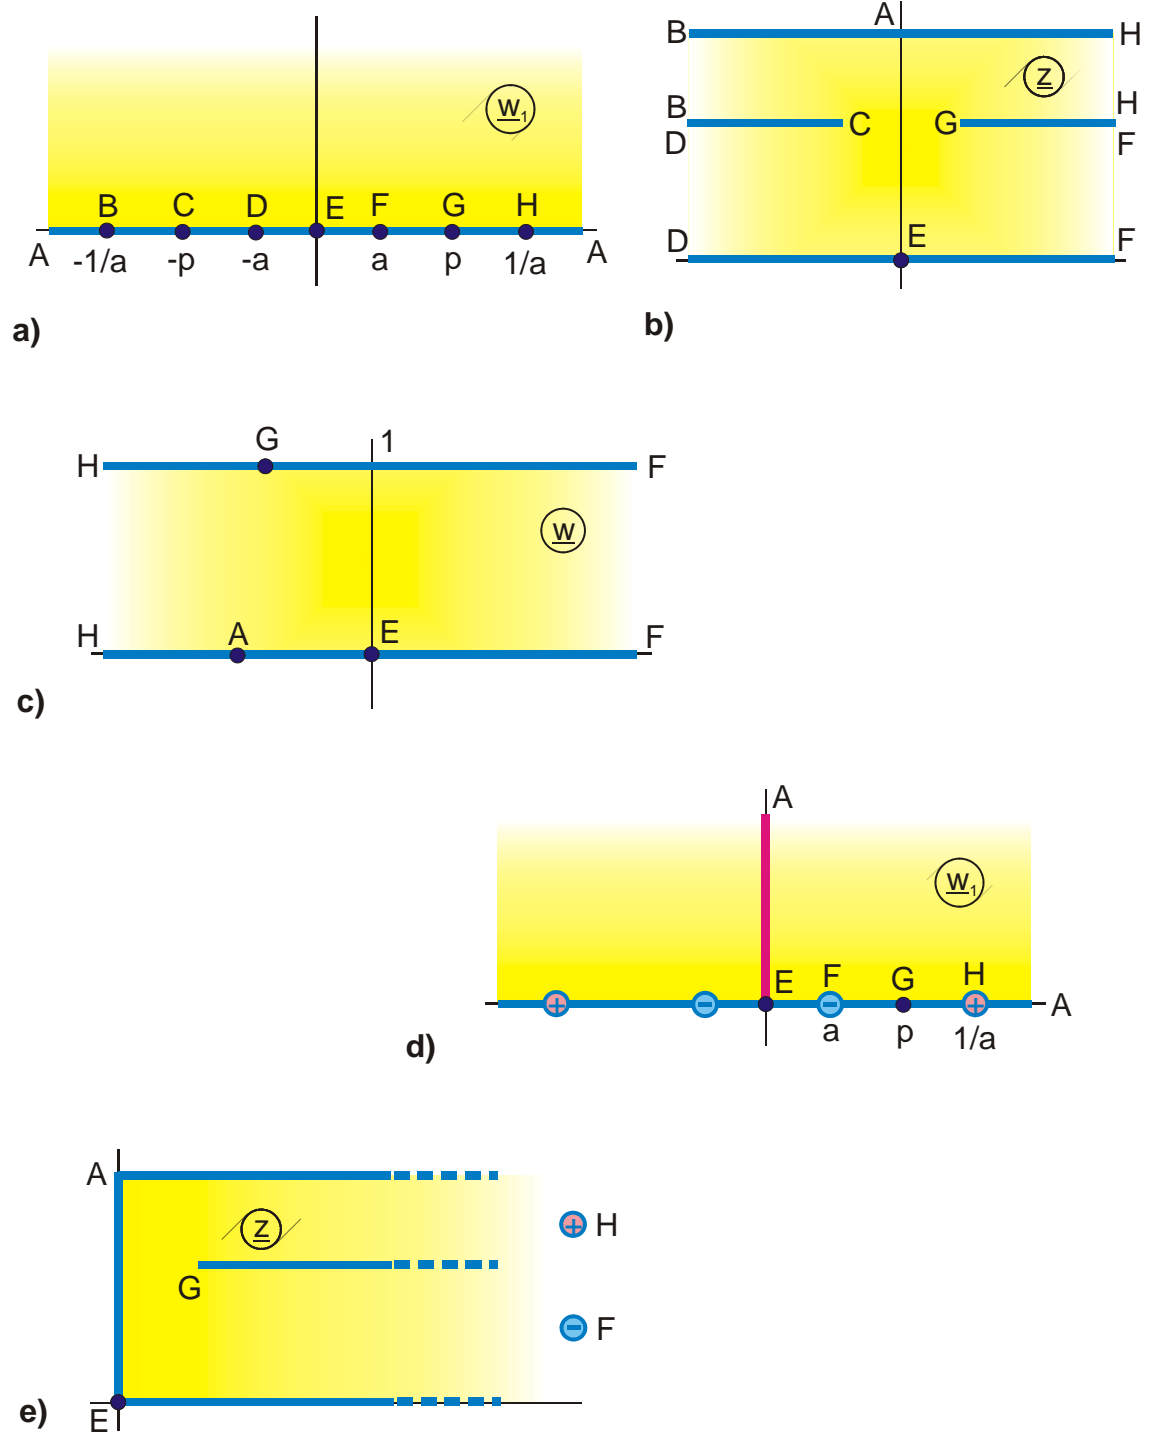 w1
B C D E F G H
A -1/a -p -a a p 1/a A
a)
A
B H
z
B H
C G
D F
E
D F
b)
G 1
H F
w
A E
H F
c)
A
w1
E F G H
+ − − +
A
a p 1/a
d)
A
z
+ H
G
− F
E
e)